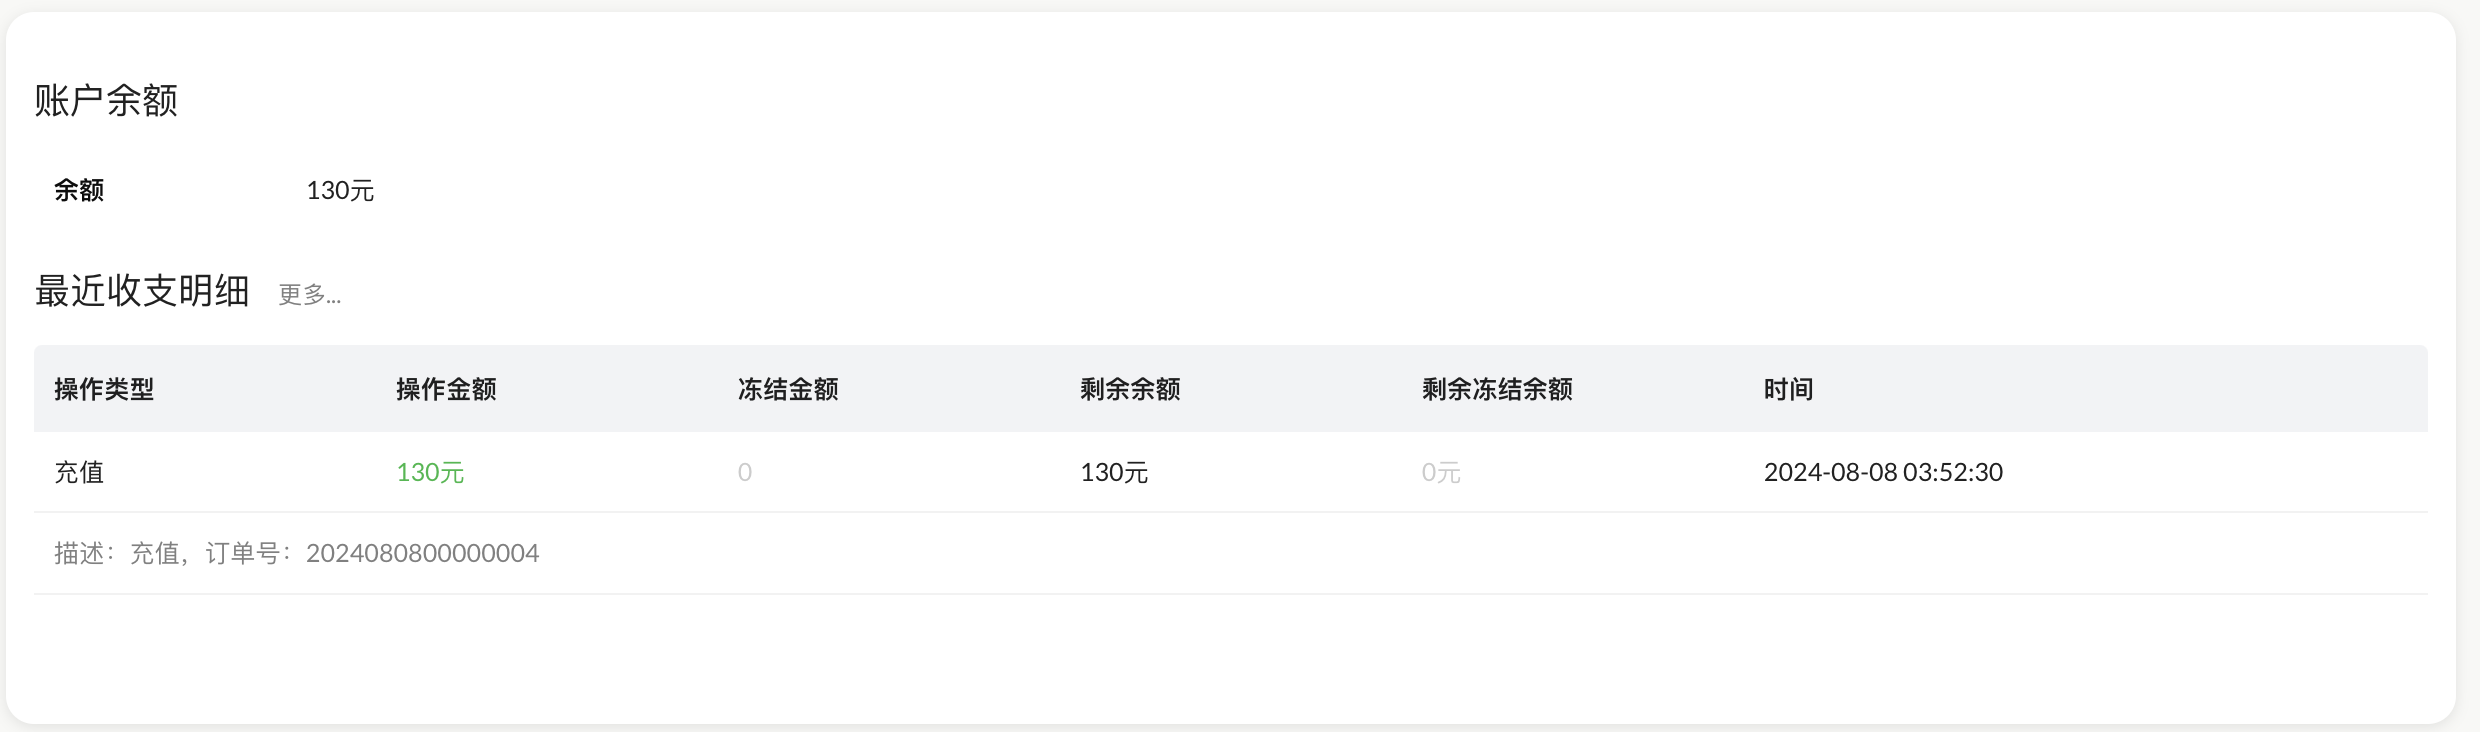 账户余额
余额 130元
最近收支明细 更多...
操作类型 操作金额 冻结金额 剩余余额 剩余冻结余额 时间
充值 130元 0 130元 0元 2024-08-08 03:52:30
描述：充值，订单号：2024080800000004